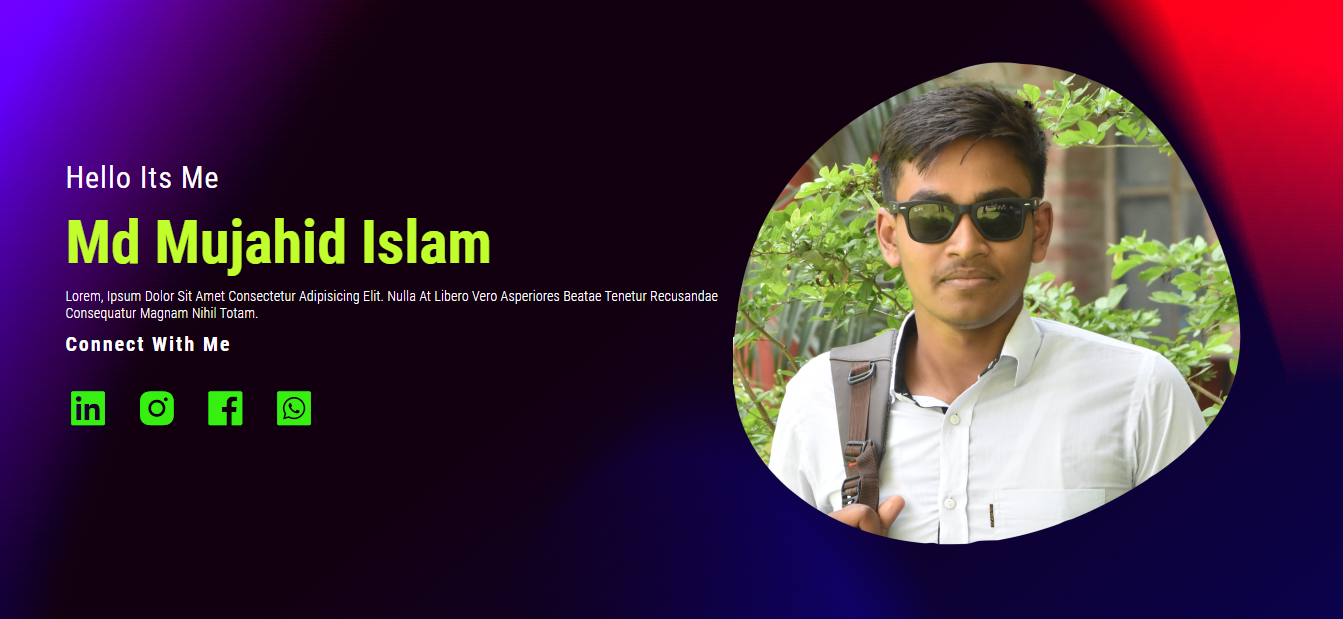 Hello Its Me
Md Mujahid Islam
Lorem, Ipsum Dolor Sit Amet Consectetur Adipisicing Elit. Nulla At Libero Vero Asperiores Beatae Tenetur Recusandae
Consequatur Magnam Nihil Totam.
Connect With Me
in